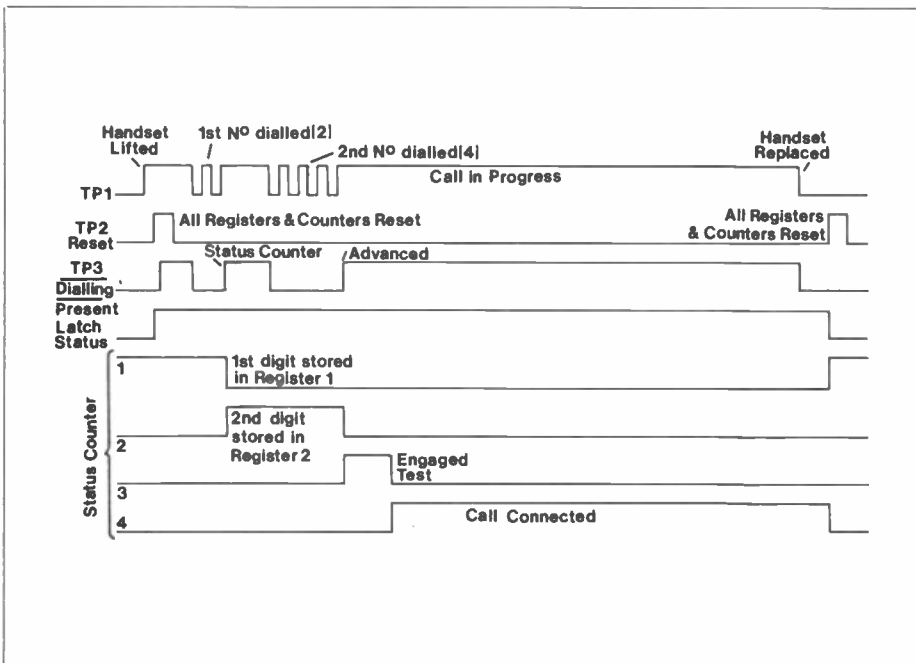 Handset Lifted
1st No dialled[2]
2nd No dialled[4]
Handset Replaced
TP1
Call in Progress
TP2 Reset
All Registers & Counters Reset
All Registers & Counters Reset
TP3 Dialling
Status Counter
Advanced
Present Latch Status
Status Counter
1
1st digit stored in Register 1
2
2nd digit stored in Register 2
3
Engaged Test
4
Call Connected